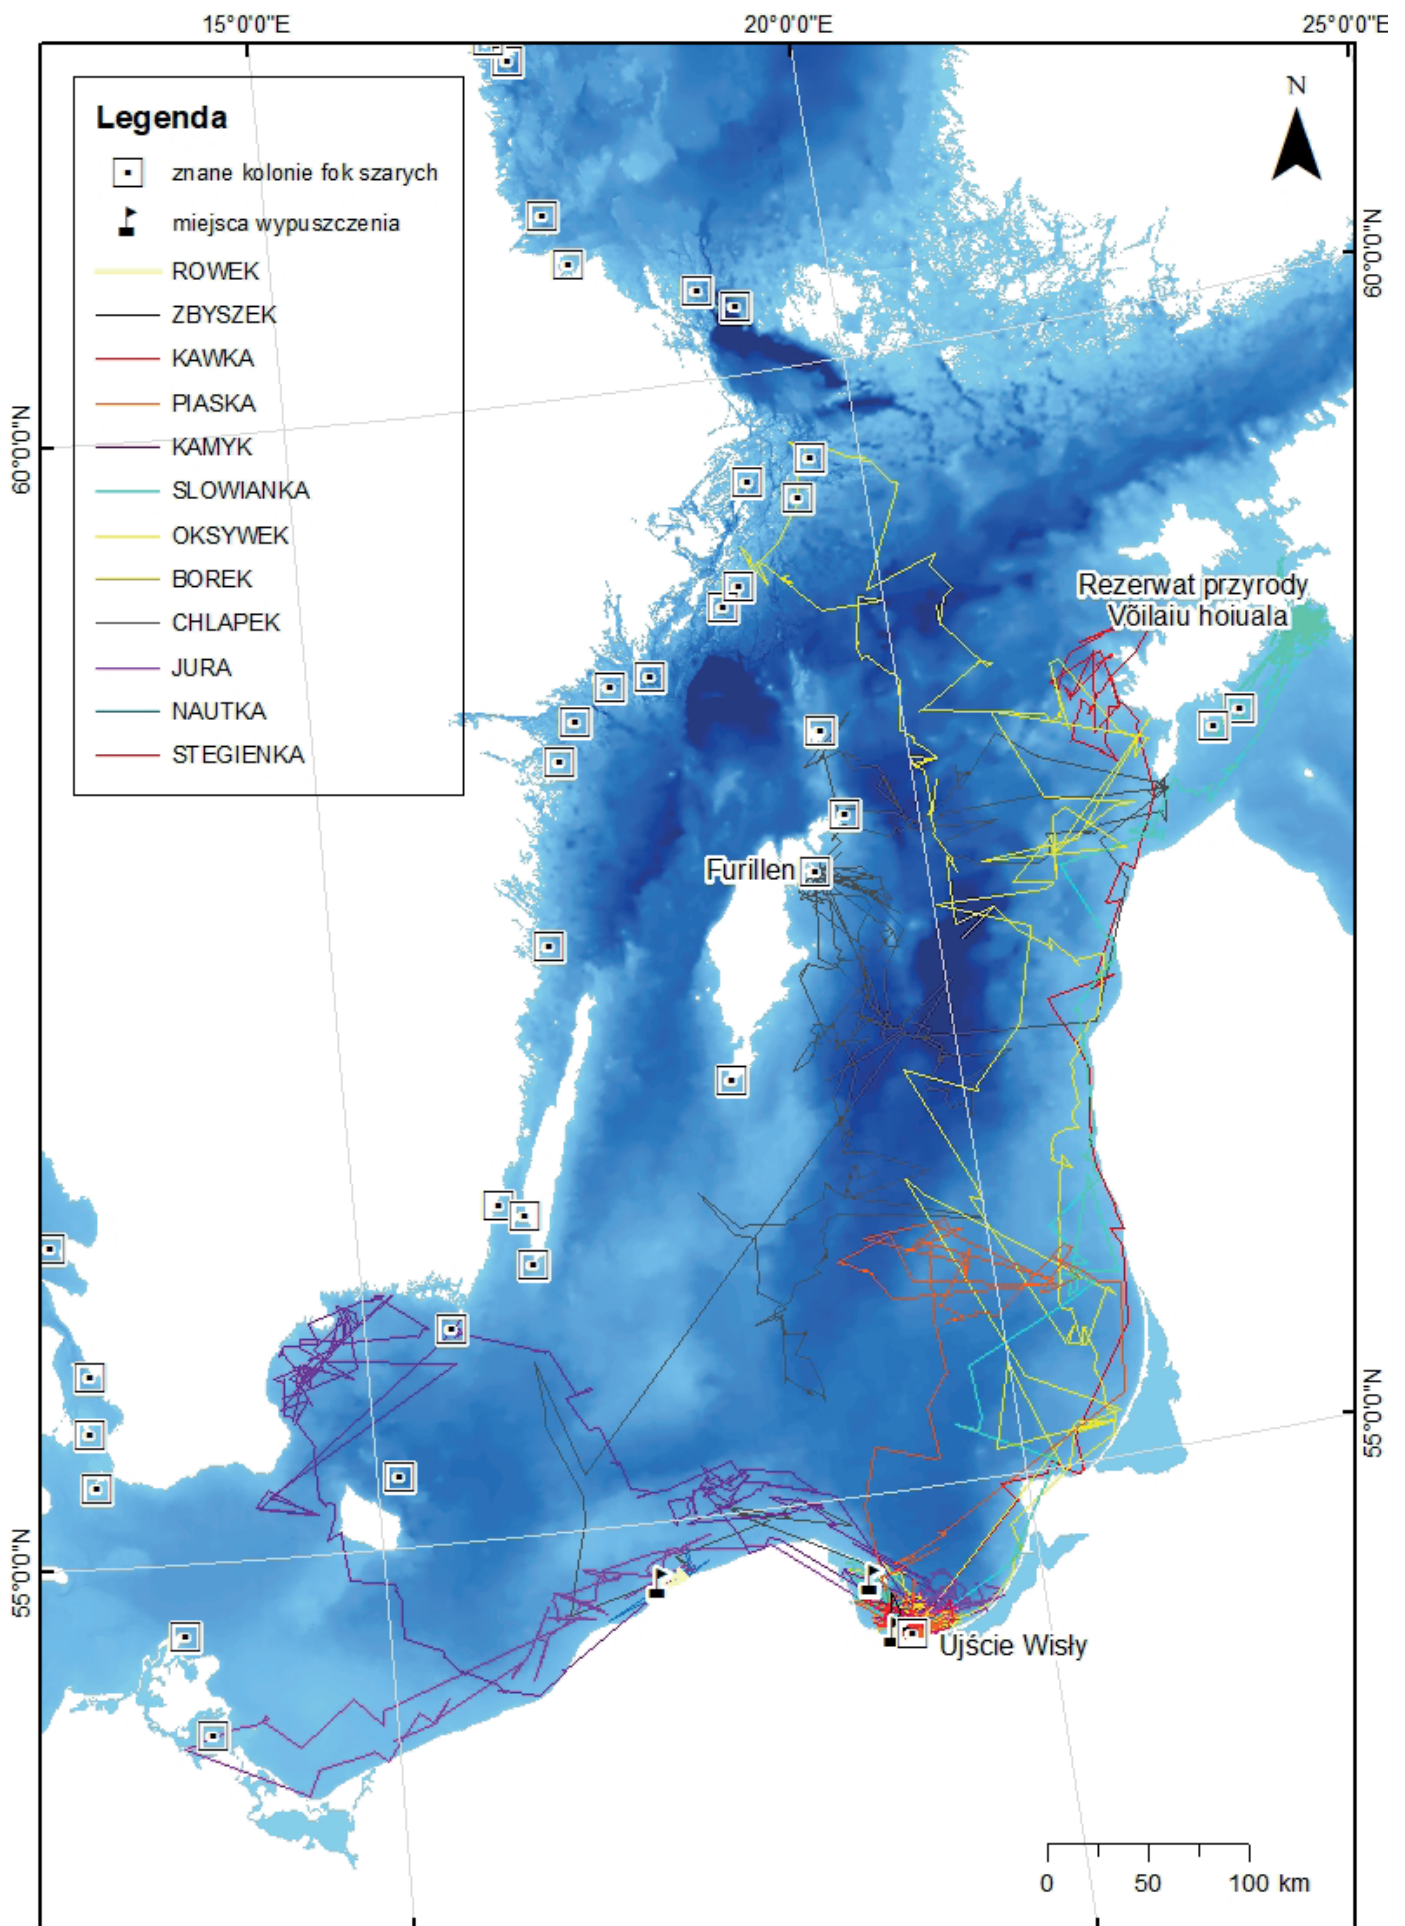 15°0'0"E 20°0'0"E 25°0'0"E
N
Legenda
znane kolonie fok szarych
miejsca wypuszczenia
ROWEK
ZBYSZEK
KAWKA
PIASKA
KAMYK
SLOWIANKA
OKSYWEK
BOREK
CHLAPEK
JURA
NAUTKA
STEGIENKA
60°0'0"N
60°0'0"N
Rezerwat przyrody
Võilaiu hoiuala
Furillen
55°0'0"N
55°0'0"N
Ujście Wisły
0 50 100 km